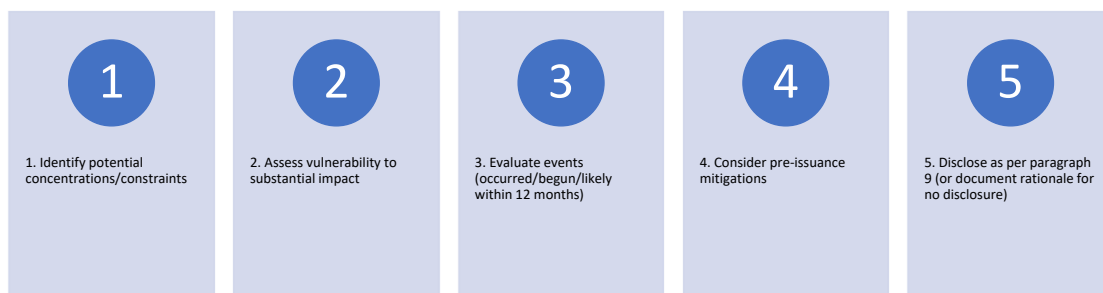 1
1. Identify potential
concentrations/constraints
2
2. Assess vulnerability to
substantial impact
3
3. Evaluate events
(occurred/begun/likely
within 12 months)
4
4. Consider pre-issuance
mitigations
5
5. Disclose as per paragraph
9 (or document rationale for
no disclosure)